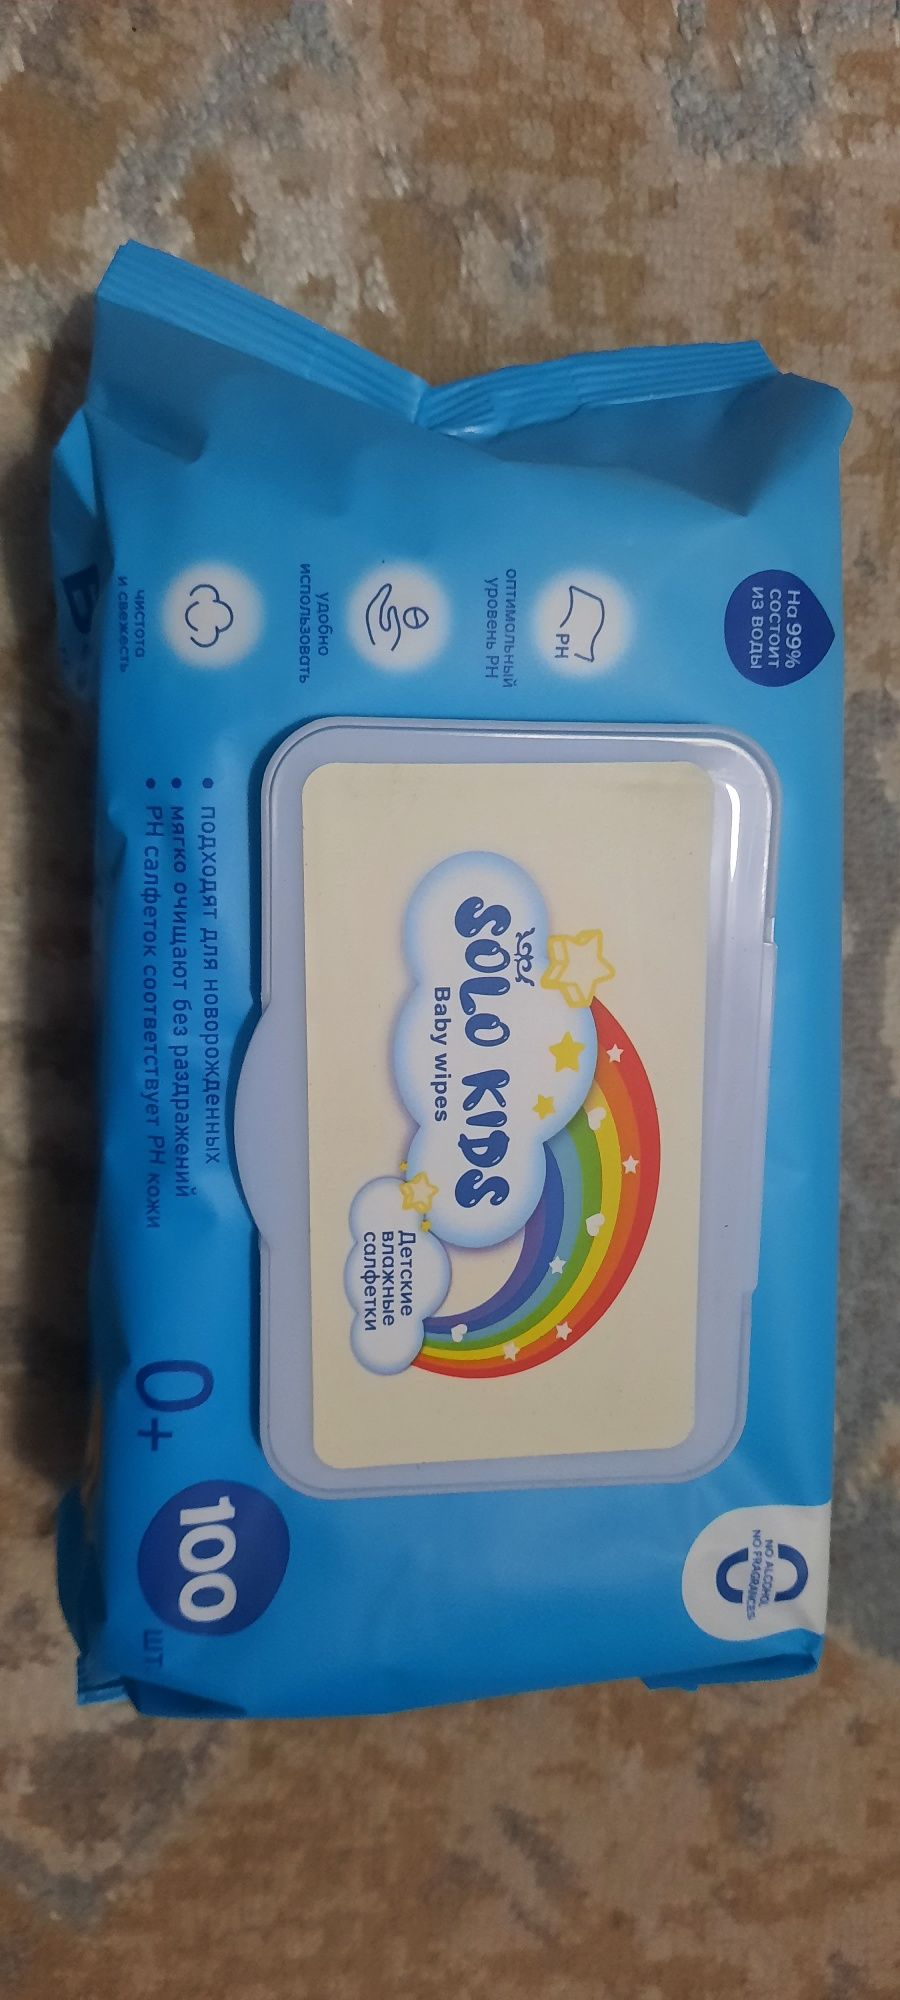 На 99%
СОСТОИТ
ИЗ ВОДЫ
NO ALCOHOL
NO FRAGRANCES
0
PH
оптимальный
уровень PH
удобно
использовать
чистота
и свежесть
SOLO KIDS
Baby wipes
Детские
влажные
салфетки
• подходят для новорожденных
• мягко очищают без раздражений
• PH салфеток соответствует PH кожи
0+
100
шт.